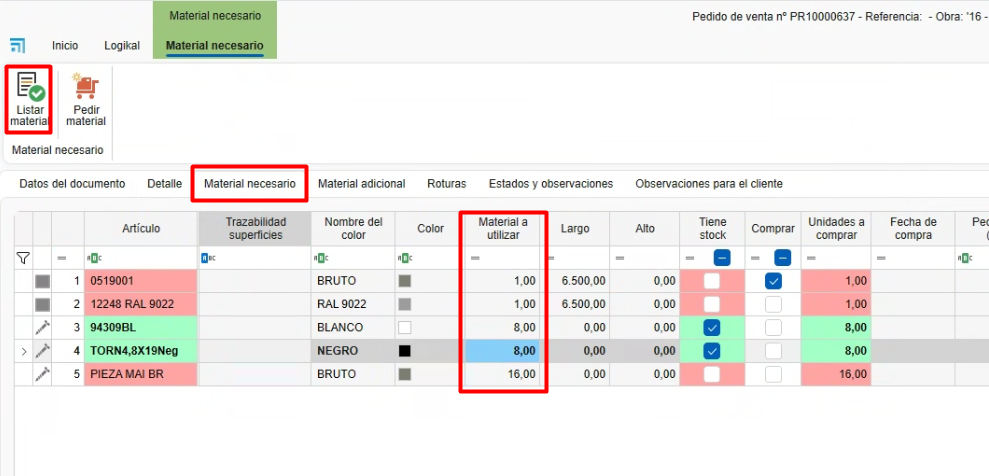 Material necesario
Pedido de venta nº PR10000637 - Referencia: - Obra: '16 -
Inicio Logikal Material necesario
Listar material
Pedir material
Material necesario
Datos del documento Detalle Material necesario Material adicional Roturas Estados y observaciones Observaciones para el cliente
Artículo Trazabilidad superficies Nombre del color Color Material a utilizar Largo Alto Tiene stock Comprar Unidades a comprar Fecha de compra
1 0519001 BRUTO 1,00 6.500,00 0,00 1,00
2 12248 RAL 9022 RAL 9022 1,00 6.500,00 0,00 1,00
3 94309BL BLANCO 8,00 0,00 0,00 8,00
4 TORN4,8X19Neg NEGRO 8,00 0,00 0,00 8,00
5 PIEZA MAI BR BRUTO 16,00 0,00 0,00 16,00